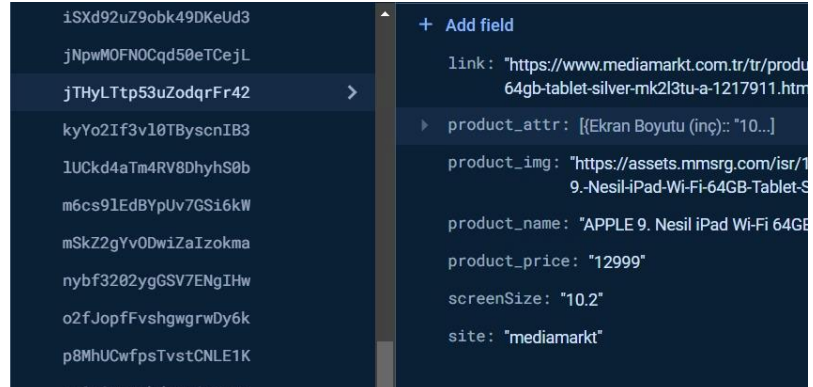 iSXd92uZ9obk49DKeUd3
jNpwMOFNOCqd50eTCejL
jTHyLTtp53uZodqrFr42
kyYo2If3vl0TByscnIB3
lUCkd4aTm4RV8DhyhS0b
m6cs9lEdBYpUv7GSi6kW
mSkZ2gYvODwiZaIzokma
nybf3202ygGSV7ENgIHw
o2fJopfFvshgwgrwDy6k
p8MhUCwfpsTvstCNLE1K
+ Add field
link: "https://www.mediamarkt.com.tr/tr/produ
64gb-tablet-silver-mk2l3tu-a-1217911.htm
product_attr: [{Ekran Boyutu (inç):: "10...]
product_img: "https://assets.mmsrg.com/isr/1
9.-Nesil-iPad-Wi-Fi-64GB-Tablet-S
product_name: "APPLE 9. Nesil iPad Wi-Fi 64GB
product_price: "12999"
screenSize: "10.2"
site: "mediamarkt"